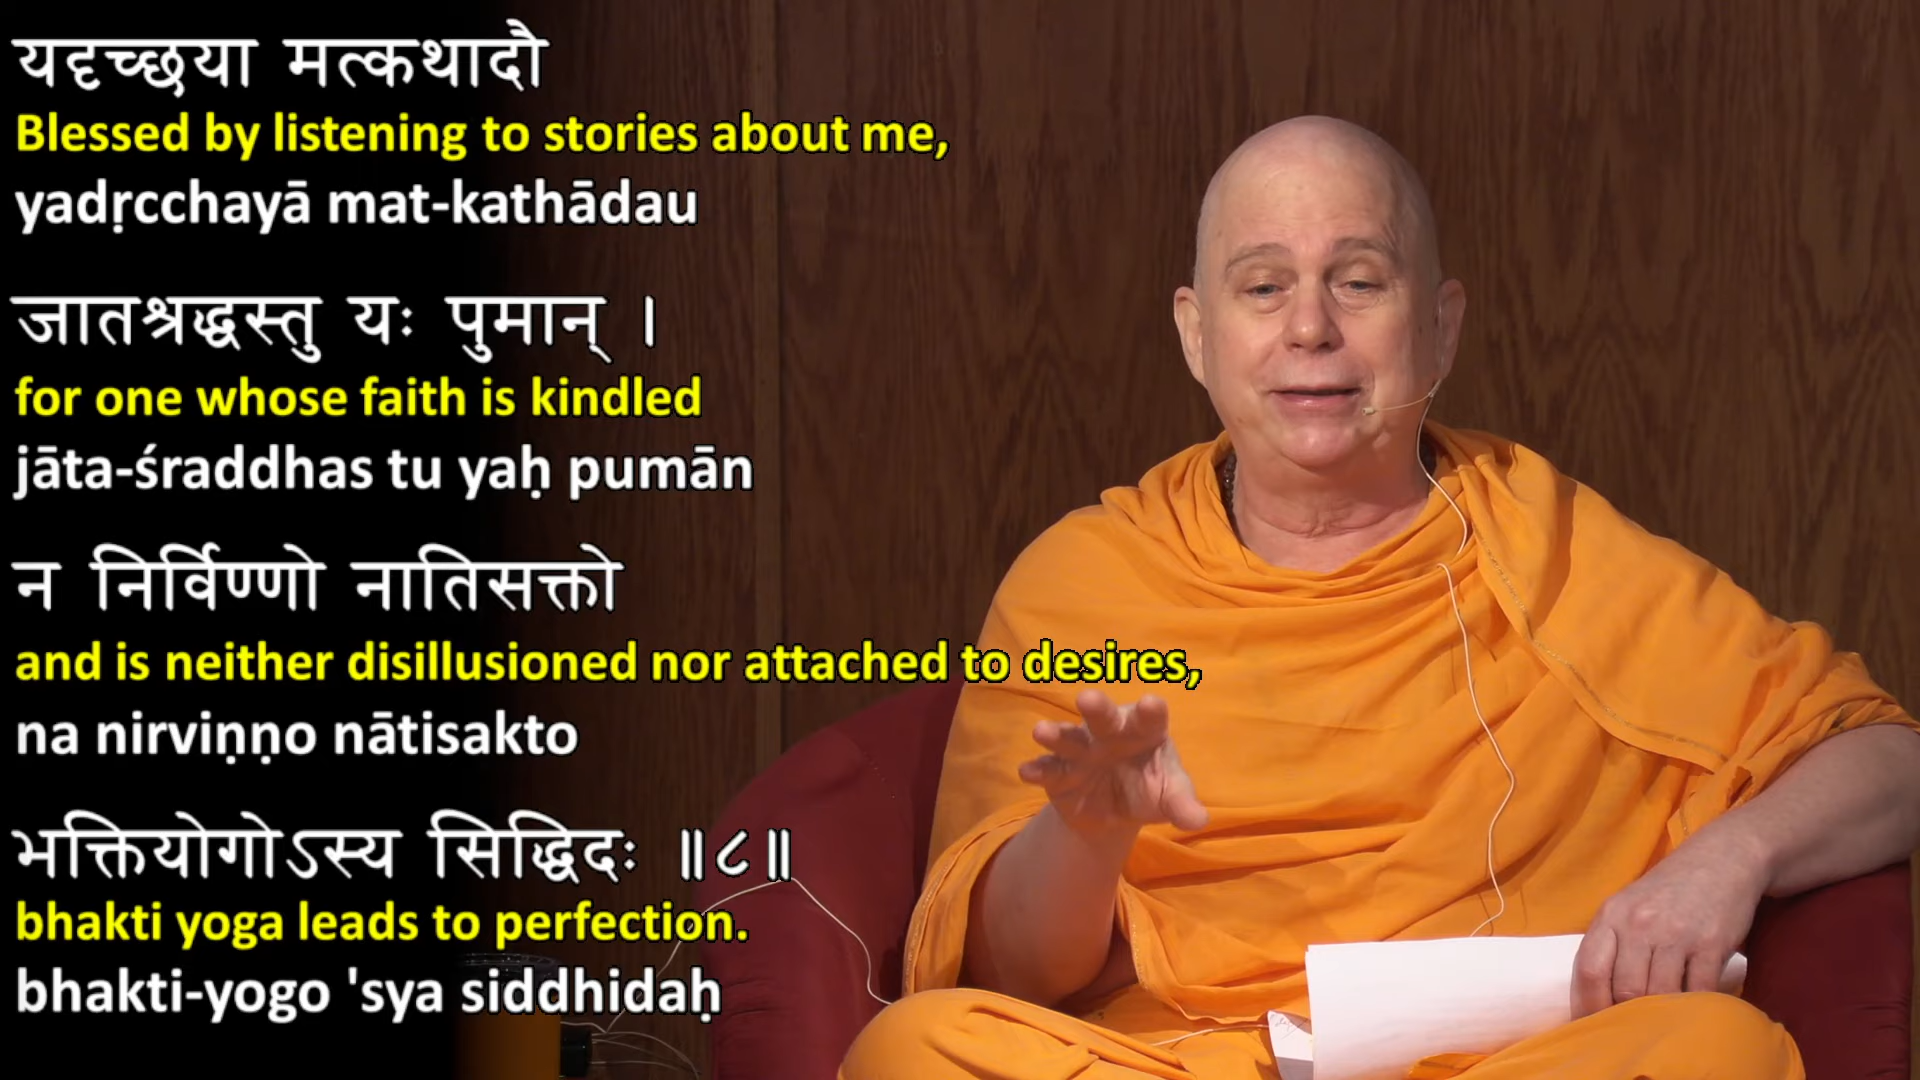 यदृच्छया मत्कथादौ
Blessed by listening to stories about me,
yadṛcchayā mat-kathādau
जातश्रद्धस्तु यः पुमान् ।
for one whose faith is kindled
jāta-śraddhas tu yaḥ pumān
न निर्विण्णो नातिसक्तो
and is neither disillusioned nor attached to desires,
na nirviṇṇo nātisakto
भक्तियोगोऽस्य सिद्धिदः ॥८॥
bhakti yoga leads to perfection.
bhakti-yogo 'sya siddhidaḥ